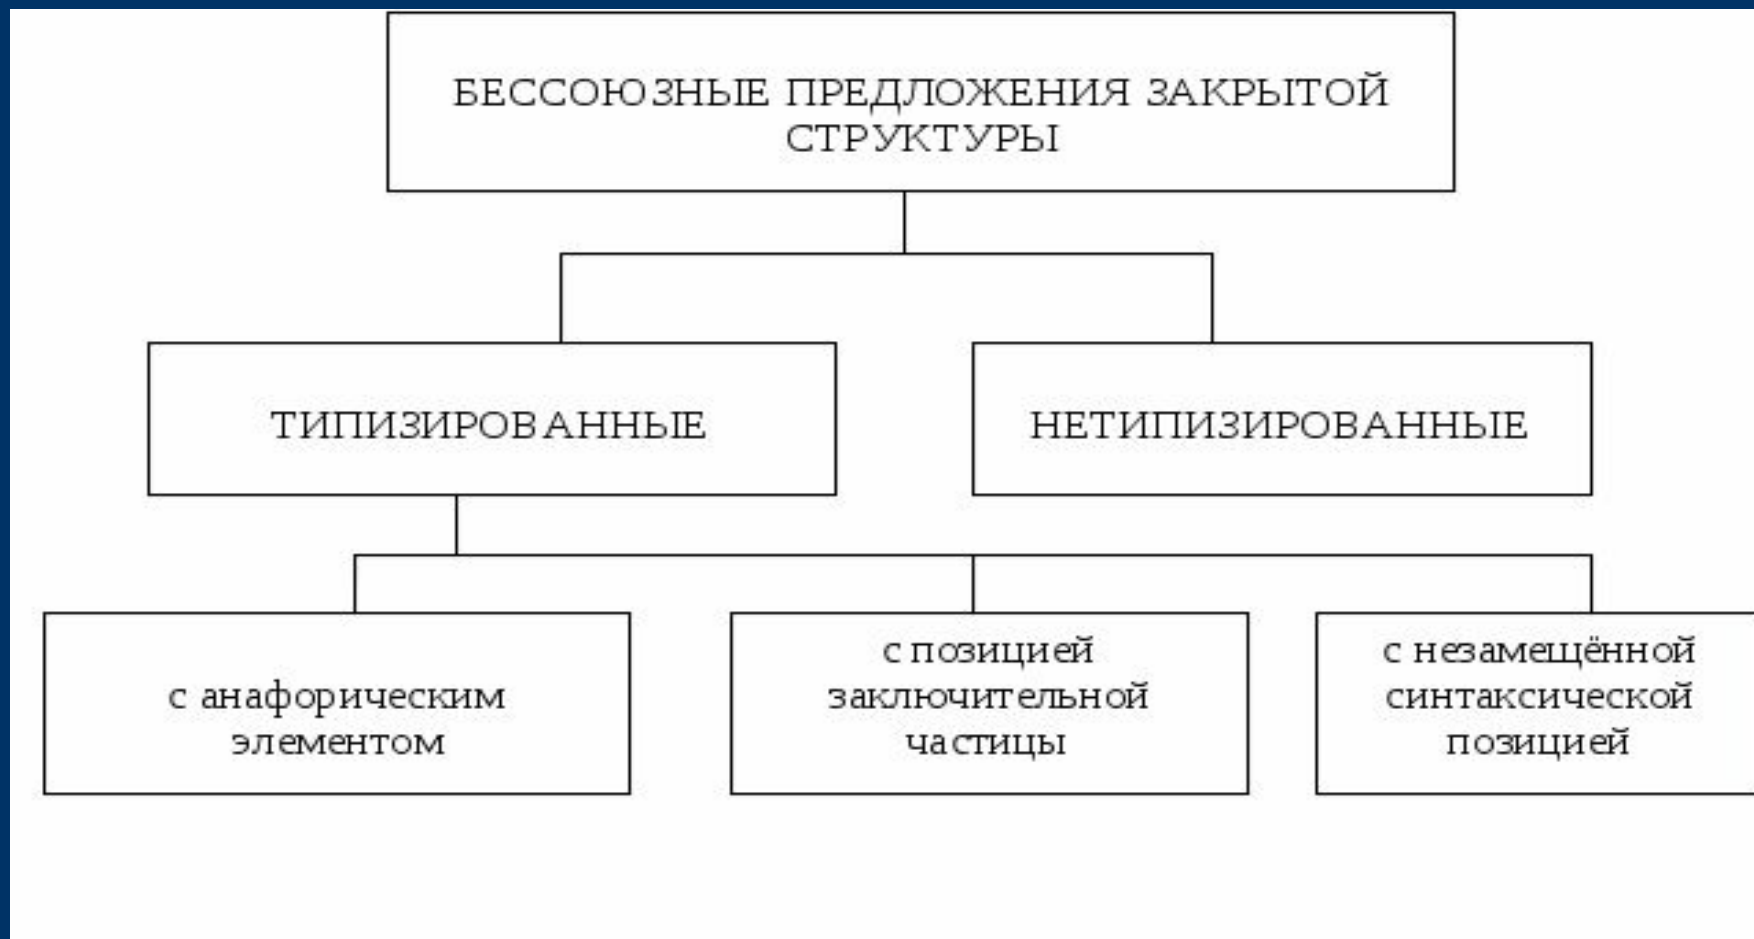 БЕССОЮЗНЫЕ ПРЕДЛОЖЕНИЯ ЗАКРЫТОЙ
СТРУКТУРЫ
ТИПИЗИРОВАННЫЕ
НЕТИПИЗИРОВАННЫЕ
с анафорическим
элементом
с позицией
заключительной
частицы
с незамещённой
синтаксической
позицией